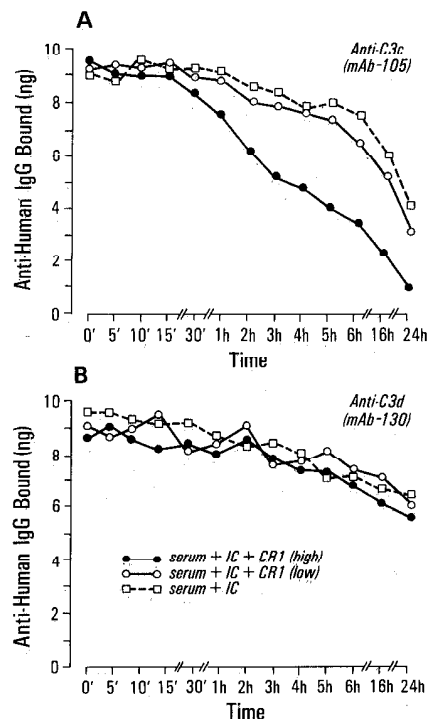 A
Anti-C3c
(mAb-105)
Anti-Human IgG Bound (ng)
10
8
6
4
2
0
0' 5' 10' 15' 30' 1h 2h 3h 4h 5h 6h 16h 24h
Time
B
Anti-C3d
(mAb-130)
Anti-Human IgG Bound (ng)
10
8
6
4
2
0
serum + IC + CR1 (high)
serum + IC + CR1 (low)
serum + IC
0' 5' 10' 15' 30' 1h 2h 3h 4h 5h 6h 16h 24h
Time